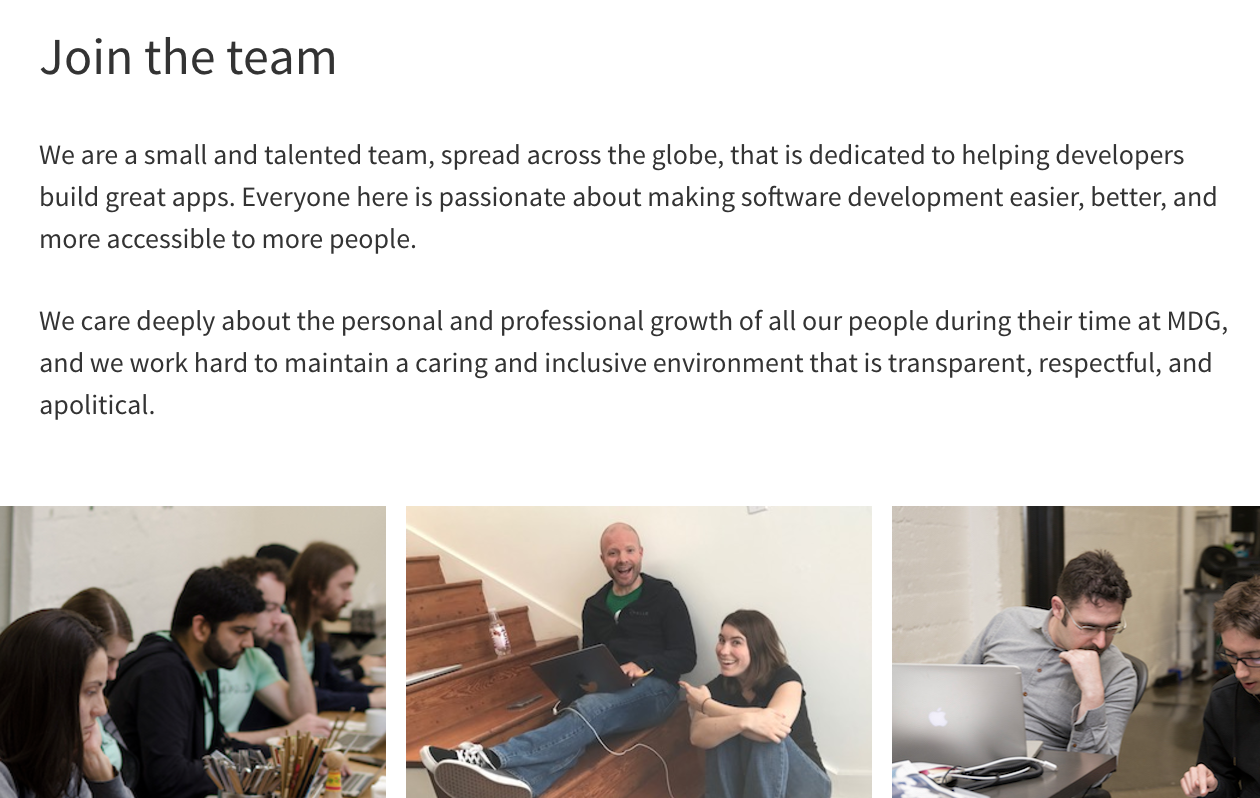 Join the team
We are a small and talented team, spread across the globe, that is dedicated to helping developers
build great apps. Everyone here is passionate about making software development easier, better, and
more accessible to more people.
We care deeply about the personal and professional growth of all our people during their time at MDG,
and we work hard to maintain a caring and inclusive environment that is transparent, respectful, and
apolitical.